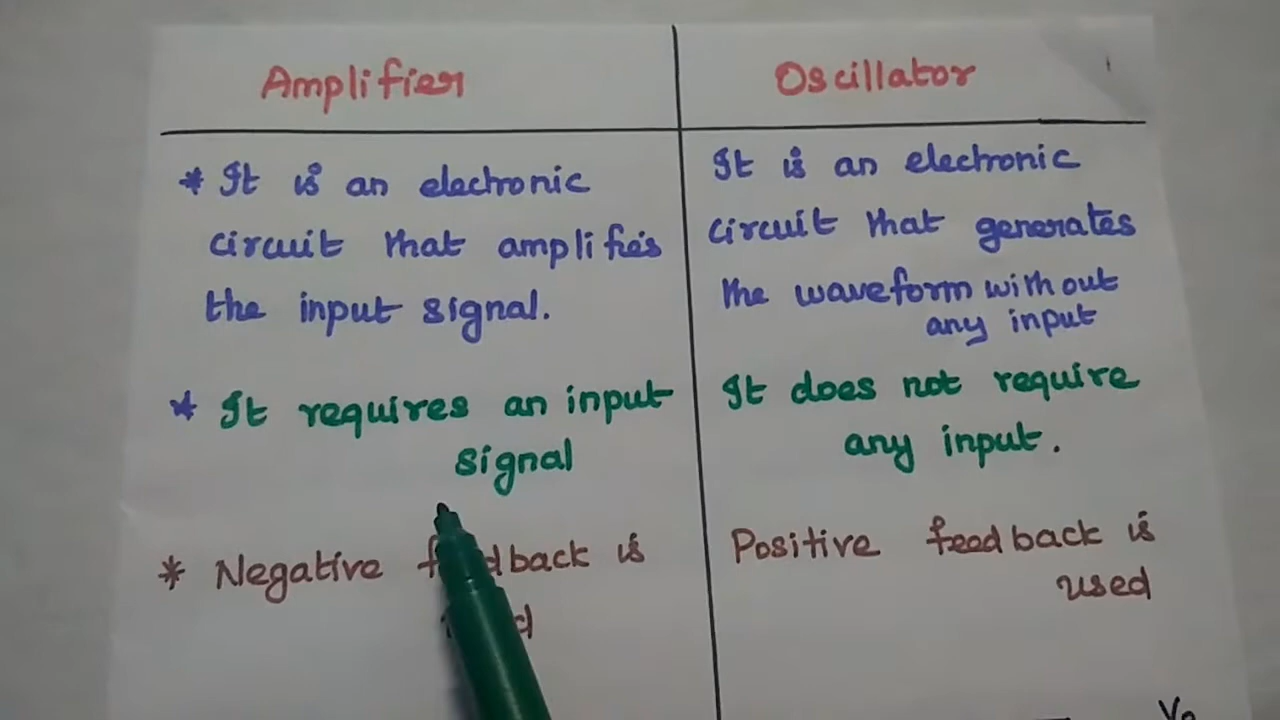 Amplifier
* It is an electronic
circuit that amplifies
the input signal.
* It requires an input
signal
* Negative is
Oscillator
It is an electronic
circuit that generates
the waveform without
any input
It does not require
any input.
Positive feedback is
used